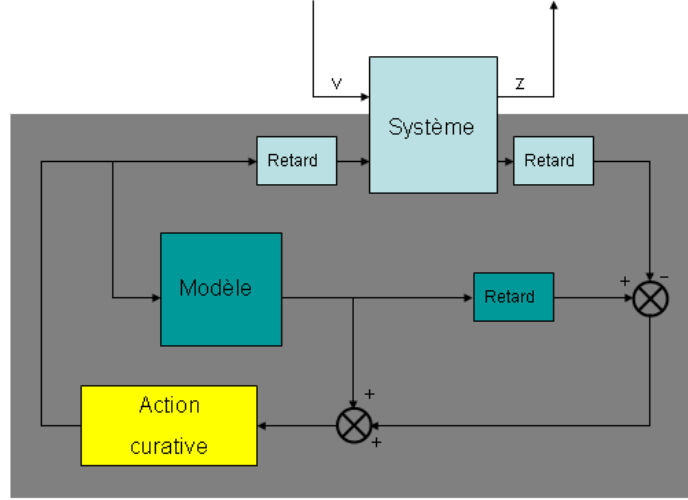 v
z
Système
Retard
Retard
Modèle
Retard
+
−
+
+
Action
curative